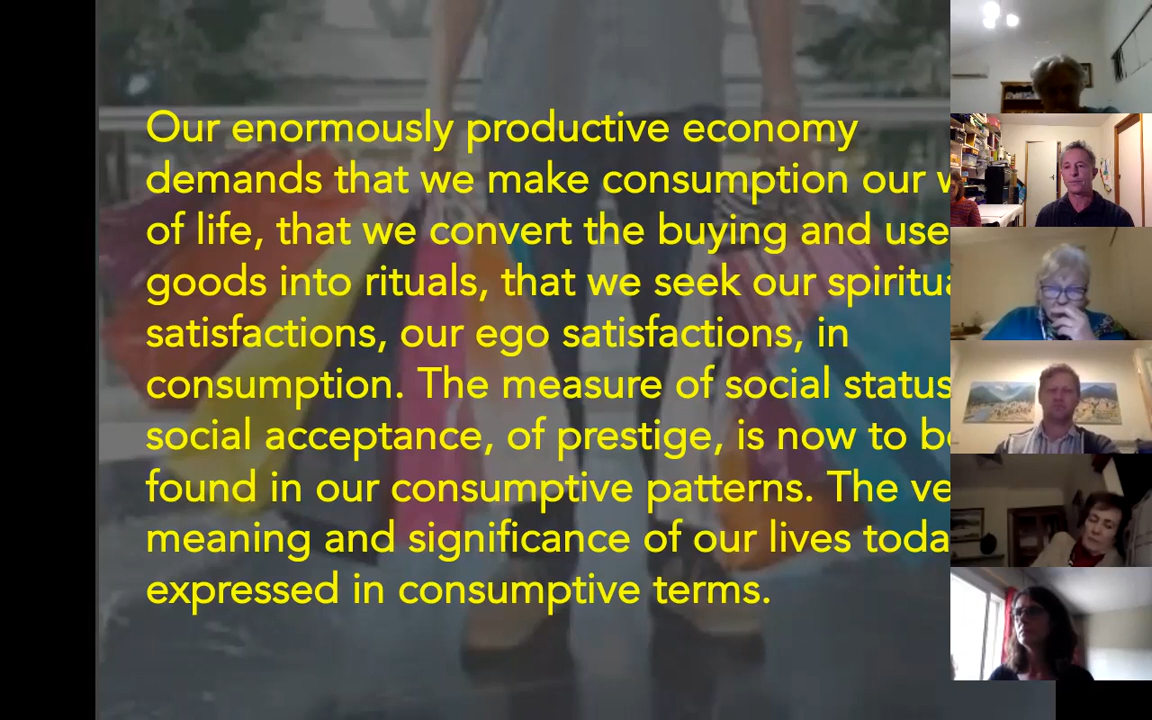 Our enormously productive economy
demands that we make consumption our
of life, that we convert the buying and use
goods into rituals, that we seek our
satisfactions, our ego satisfactions, in
consumption. The measure of social status
social acceptance, of prestige, is now to
found in our consumptive patterns. The
meaning and significance of our lives
expressed in consumptive terms.